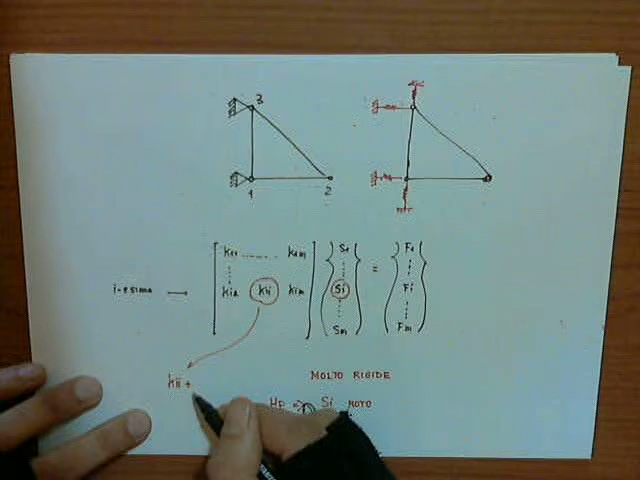 3
1
2
k11 ...... k1m
S1
F1
i-esima → ki1 kii kim Si = Fi
Sm
Fm
kii +
MOLTO RIGIDE
HP → Si NOTO